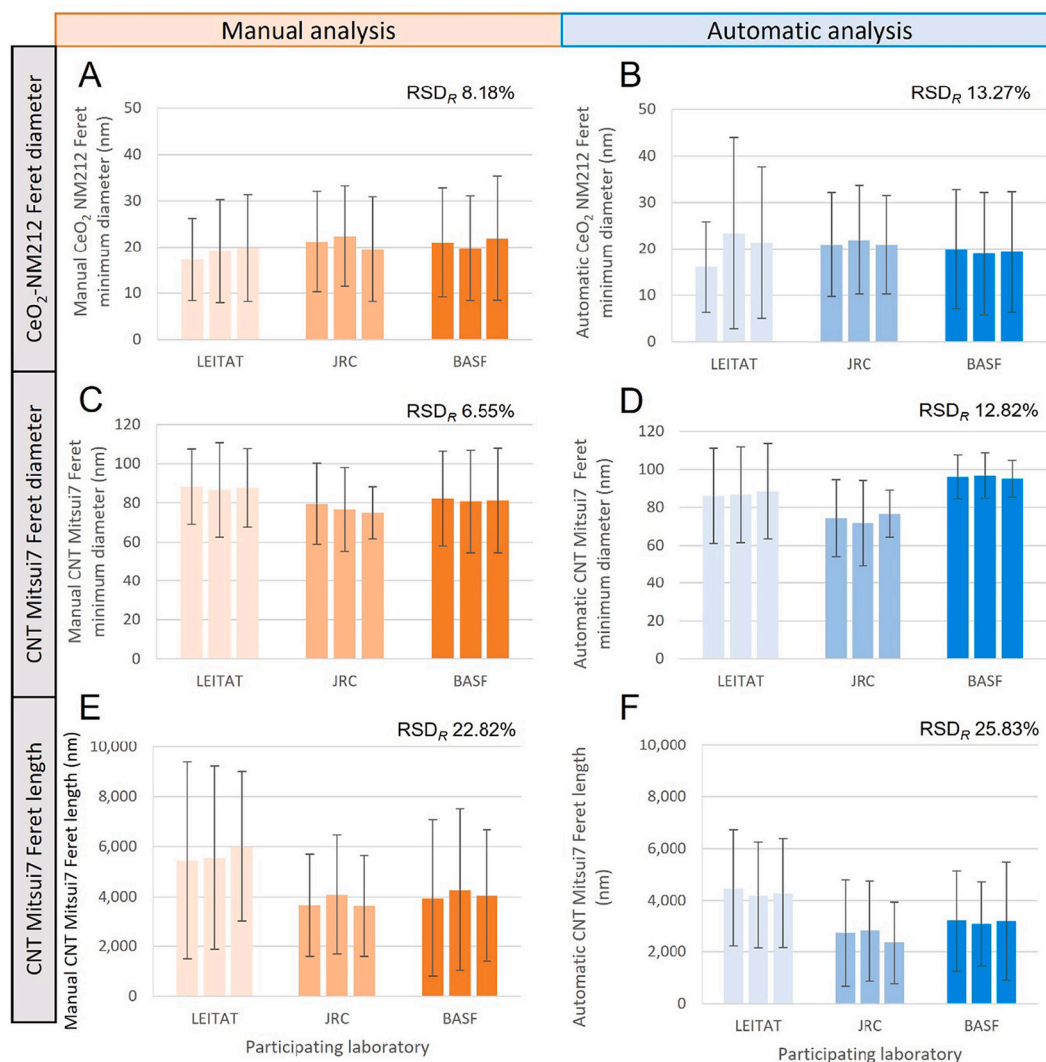 Manual analysis
Automatic analysis
CeO₂-NM212 Feret diameter
A
RSD_R 8.18%
Manual CeO₂ NM212 Feret
minimum diameter (nm)
50
40
30
20
10
0
LEITAT
JRC
BASF
B
RSD_R 13.27%
Automatic CeO₂ NM212 Feret
minimum diameter (nm)
50
40
30
20
10
0
LEITAT
JRC
BASF
CNT Mitsui7 Feret diameter
C
RSD_R 6.55%
Manual CNT Mitsui7 Feret
minimum diameter (nm)
120
100
80
60
40
20
0
LEITAT
JRC
BASF
D
RSD_R 12.82%
Automatic CNT Mitsui7 Feret
minimum diameter (nm)
120
100
80
60
40
20
0
LEITAT
JRC
BASF
CNT Mitsui7 Feret length
E
RSD_R 22.82%
Manual CNT Mitsui7 Feret length (nm)
10,000
8,000
6,000
4,000
2,000
0
LEITAT
JRC
BASF
Participating laboratory
F
RSD_R 25.83%
Automatic CNT Mitsui7 Feret length
(nm)
10,000
8,000
6,000
4,000
2,000
0
LEITAT
JRC
BASF
Participating laboratory